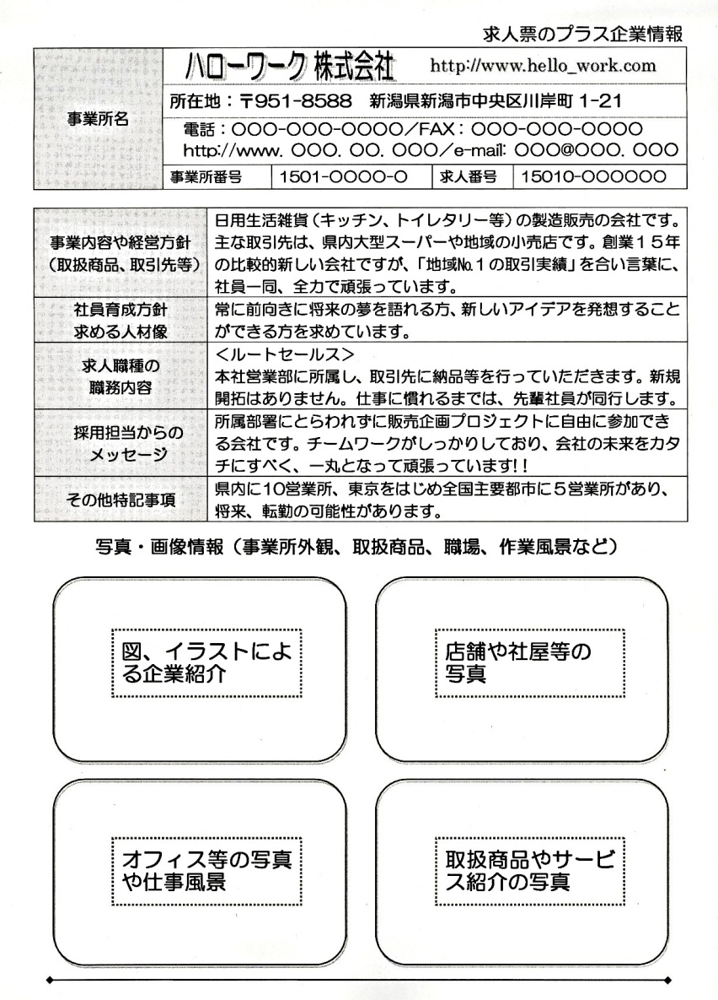 求人票のプラス企業情報
ハローワーク 株式会社 http://www.hello_work.com
事業所名
所在地:〒951-8588 新潟県新潟市中央区川岸町 1-21
電話:○○○-○○○-○○○○/FAX: ○○○-○○○-○○○○
http://www. ○○○. ○○. ○○○/e-mail: ○○○@○○○. ○○○
事業所番号 1501-○○○○-○ 求人番号 15010-○○○○○○
事業内容や経営方針
(取扱商品、取引先等)
日用生活雑貨(キッチン、トイレタリー等)の製造販売の会社です。
主な取引先は、県内大型スーパーや地域の小売店です。創業15年
の比較的新しい会社ですが、「地域№1の取引実績」を合い言葉に、
社員一同、全力で頑張っています。
社員育成方針
求める人材像
常に前向きに将来の夢を語れる方、新しいアイデアを発想すること
ができる方を求めています。
求人職種の
職務内容
<ルートセールス>
本社営業部に所属し、取引先に納品等を行っていただきます。新規
開拓はありません。仕事に慣れるまでは、先輩社員が同行します。
採用担当からの
メッセージ
所属部署にとらわれずに販売企画プロジェクトに自由に参加でき
る会社です。チームワークがしっかりしており、会社の未来をカタ
チにすべく、一丸となって頑張っています!!
その他特記事項
県内に10営業所、東京をはじめ全国主要都市に5営業所があり、
将来、転勤の可能性があります。
写真・画像情報(事業所外観、取扱商品、職場、作業風景など)
図、イラストによ
る企業紹介
店舗や社屋等の
写真
オフィス等の写真
や仕事風景
取扱商品やサービ
ス紹介の写真